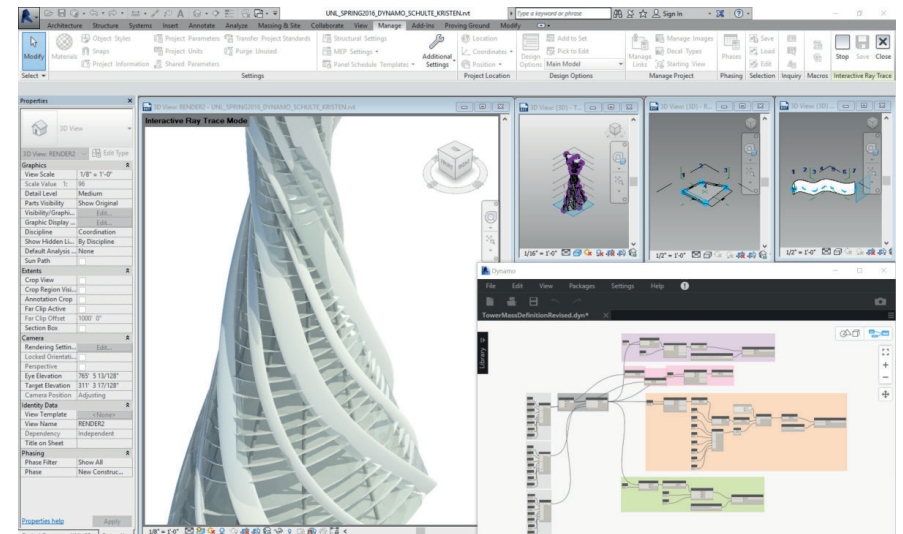 UNL_SPRING2016_DYNAMO_SCHULTE_KRISTEN.rvt
Type a keyword or phrase
Sign In
Architecture Structure Systems Insert Annotate Analyze Massing & Site Collaborate View Manage Add-Ins Proving Ground Modify
Modify
Materials
Object Styles
Snaps
Project Information
Project Parameters
Project Units
Shared Parameters
Transfer Project Standards
Purge Unused
Structural Settings
MEP Settings
Panel Schedule Templates
Additional Settings
Location
Coordinates
Position
Design Options
Add to Set
Pick to Edit
Main Model
Manage Links
Manage Images
Decal Types
Starting View
Phases
Save
Load
Edit
Stop Save Close
Select Settings Project Location Design Options Manage Project Phasing Selection Inquiry Macros Interactive Ray Trace
Properties
3D View
3D View: RENDER2 Edit Type
Graphics
View Scale 1/8" = 1'-0"
Scale Value 1: 96
Detail Level Medium
Parts Visibility Show Original
Visibility/Graphi... Edit...
Graphic Display ... Edit...
Discipline Coordination
Show Hidden Li... By Discipline
Default Analysis ... None
Sun Path
Extents
Crop View
Crop Region Visi...
Annotation Crop
Far Clip Active
Far Clip Offset 1000' 0"
Section Box
Camera
Rendering Settin... Edit...
Locked Orientati...
Perspective
Eye Elevation 765' 5 13/128"
Target Elevation 311' 3 17/128"
Camera Position Adjusting
Identity Data
View Template <None>
View Name RENDER2
Dependency Independent
Title on Sheet
Phasing
Phase Filter Show All
Phase New Construc...
Properties help Apply
3D View: RENDER2 - UNL_SPRING2016_DYNAMO_SCHULTE_KRISTEN.rvt
Interactive Ray Trace Mode
1/8" = 1'-0"
3D View: (3D) - T...
1/16" = 1'-0"
3D View: (3D) - R...
1/2" = 1'-0"
3D View: (3D)...
1/2" = 1'-0"
Dynamo
File Edit View Packages Settings Help
TowerMassDefinitionRevised.dyn*
Library